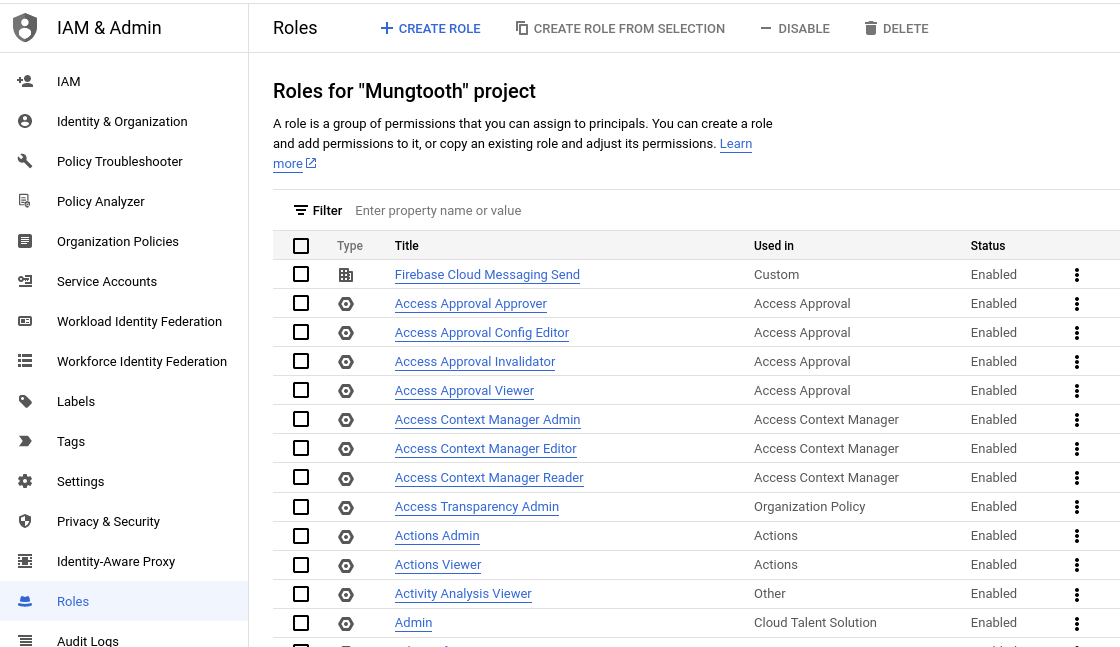 IAM & Admin
Roles
CREATE ROLE
CREATE ROLE FROM SELECTION
DISABLE
DELETE
IAM
Identity & Organization
Policy Troubleshooter
Policy Analyzer
Organization Policies
Service Accounts
Workload Identity Federation
Workforce Identity Federation
Labels
Tags
Settings
Privacy & Security
Identity-Aware Proxy
Roles
Audit Logs
Roles for "Mungtooth" project
A role is a group of permissions that you can assign to principals. You can create a role
and add permissions to it, or copy an existing role and adjust its permissions. Learn
more
Filter Enter property name or value
Type Title Used in Status
Firebase Cloud Messaging Send Custom Enabled
Access Approval Approver Access Approval Enabled
Access Approval Config Editor Access Approval Enabled
Access Approval Invalidator Access Approval Enabled
Access Approval Viewer Access Approval Enabled
Access Context Manager Admin Access Context Manager Enabled
Access Context Manager Editor Access Context Manager Enabled
Access Context Manager Reader Access Context Manager Enabled
Access Transparency Admin Organization Policy Enabled
Actions Admin Actions Enabled
Actions Viewer Actions Enabled
Activity Analysis Viewer Other Enabled
Admin Cloud Talent Solution Enabled